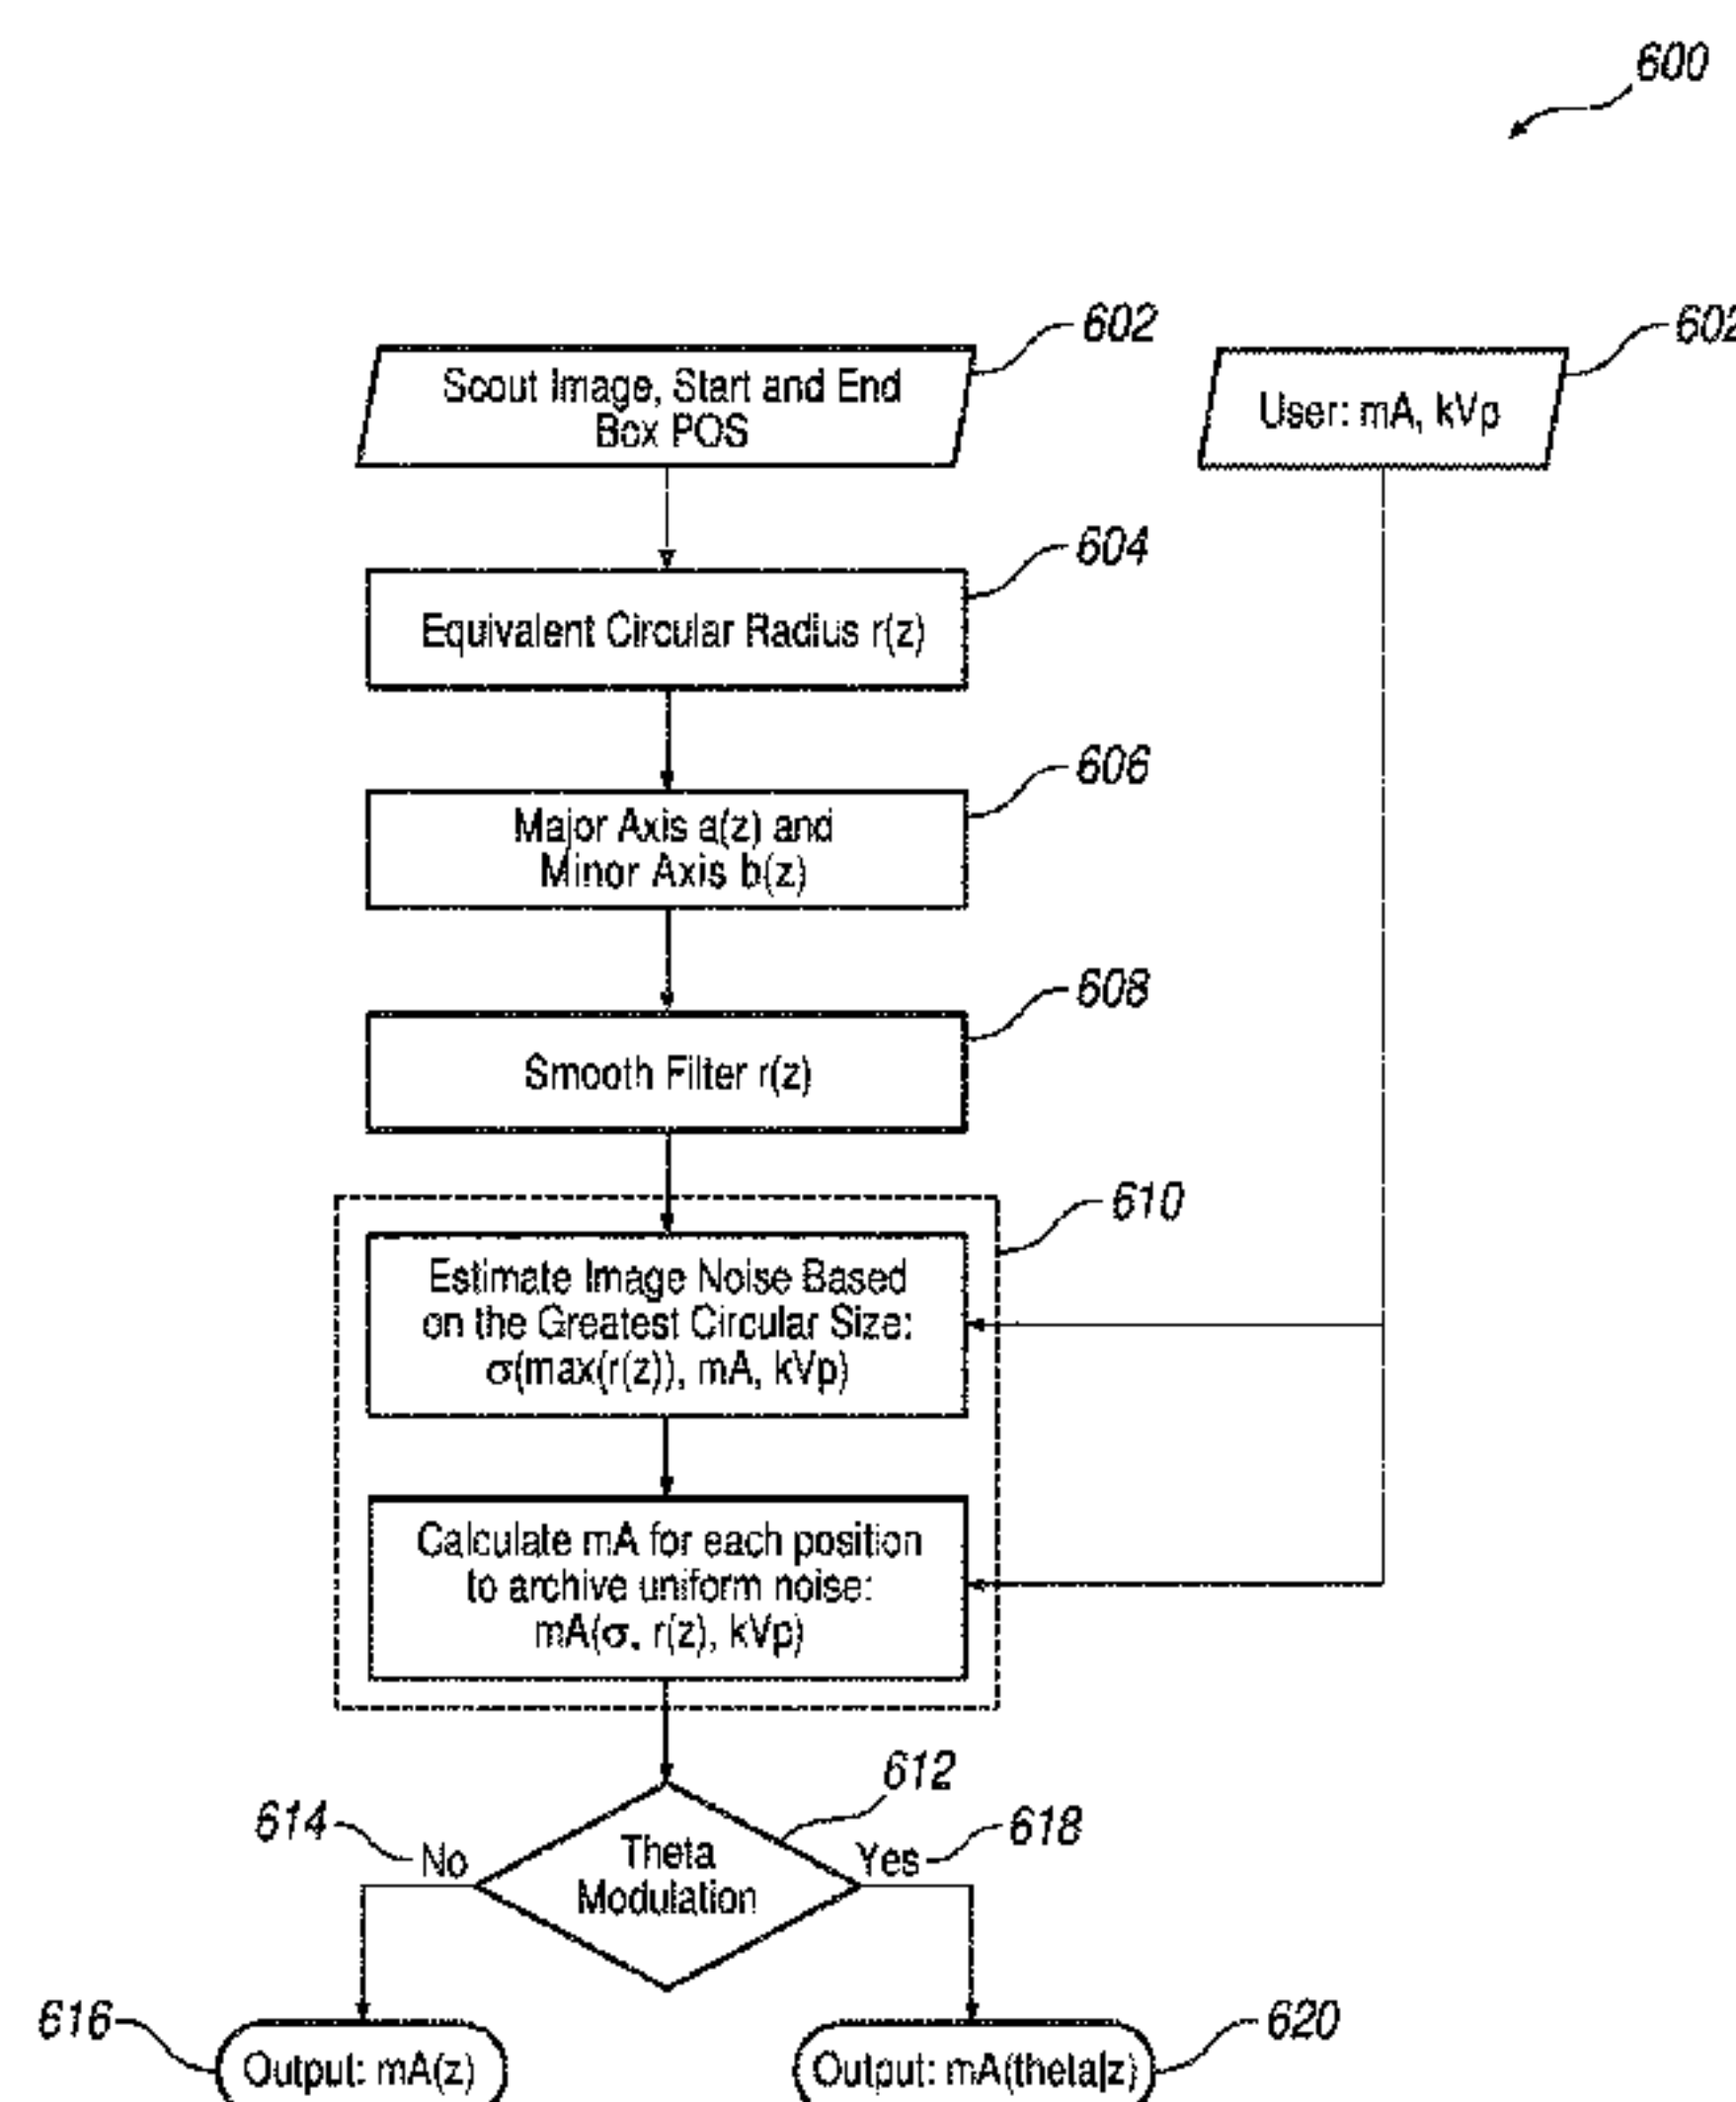 600
602
Scout Image, Start and End
Box POS
602
User: mA, kVp
604
Equivalent Circular Radius r(z)
606
Major Axis a(z) and
Minor Axis b(z)
608
Smooth Filter r(z)
610
Estimate Image Noise Based
on the Greatest Circular Size:
σ(max(r(z)), mA, kVp)
Calculate mA for each position
to archive uniform noise:
mA(σ, r(z), kVp)
612
614
No
Theta
Modulation
Yes
618
616
Output: mA(z)
620
Output: mA(theta|z)